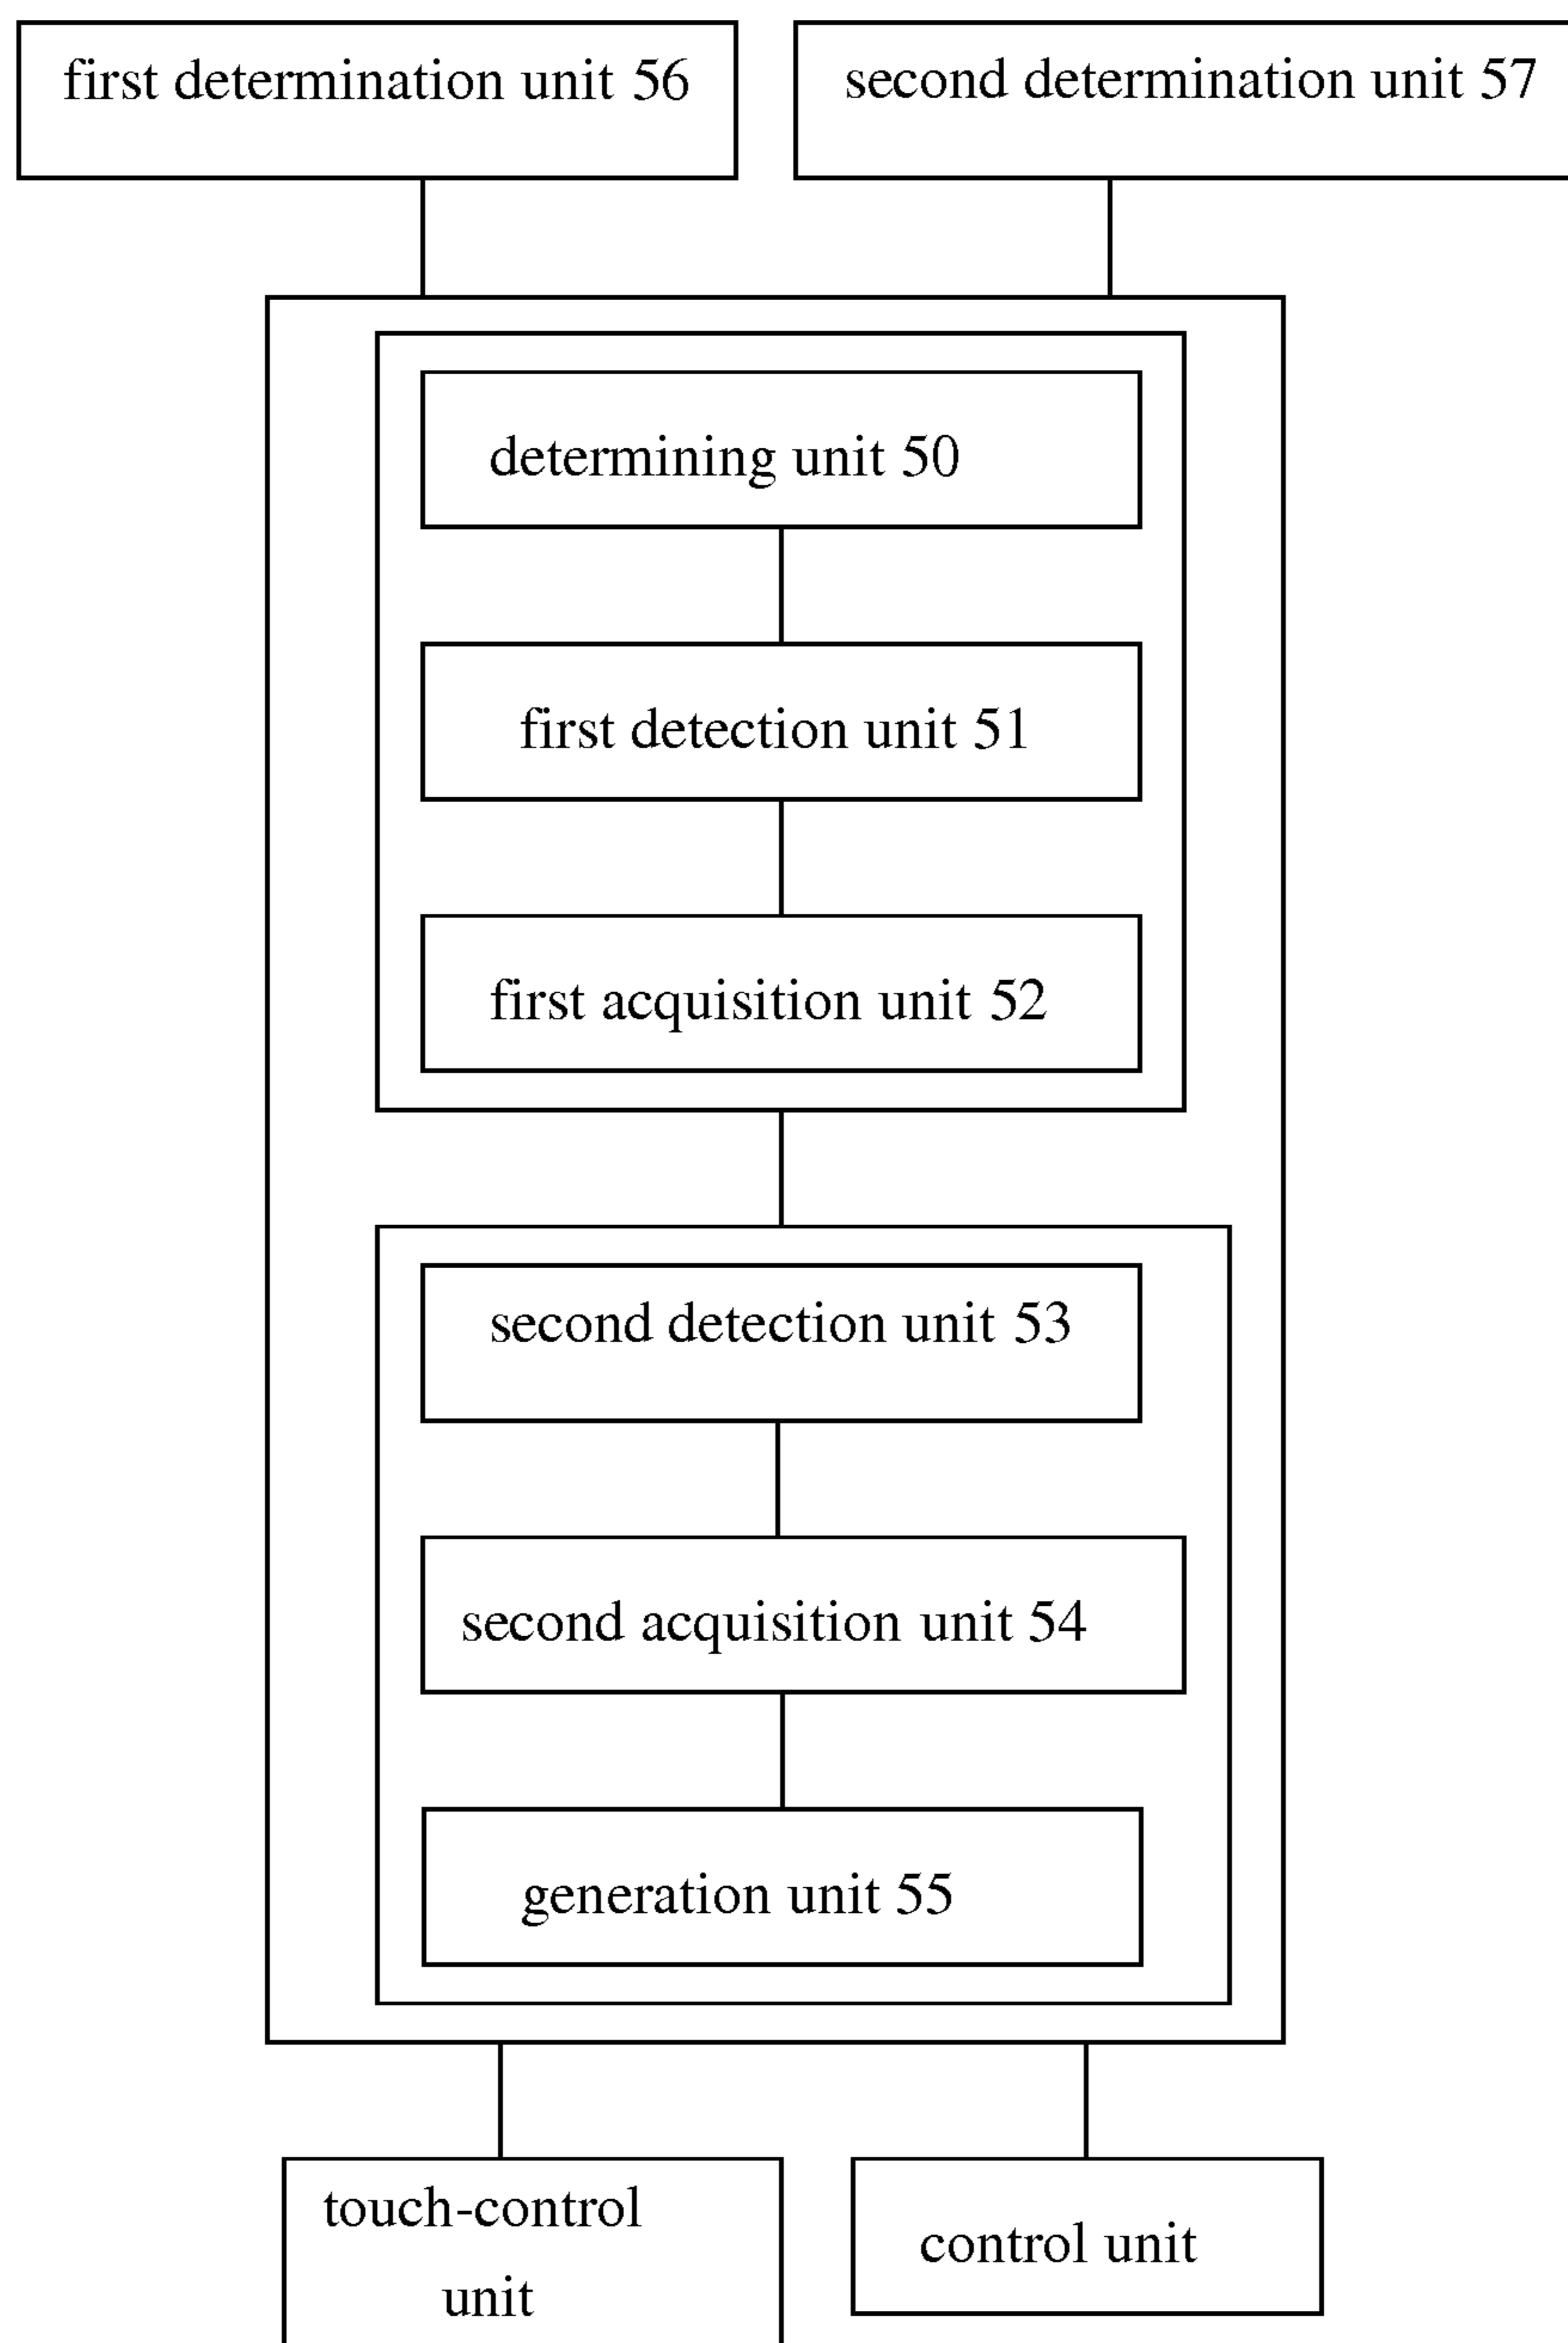 first determination unit 56
second determination unit 57
determining unit 50
first detection unit 51
first acquisition unit 52
second detection unit 53
second acquisition unit 54
generation unit 55
touch-control
unit
control unit